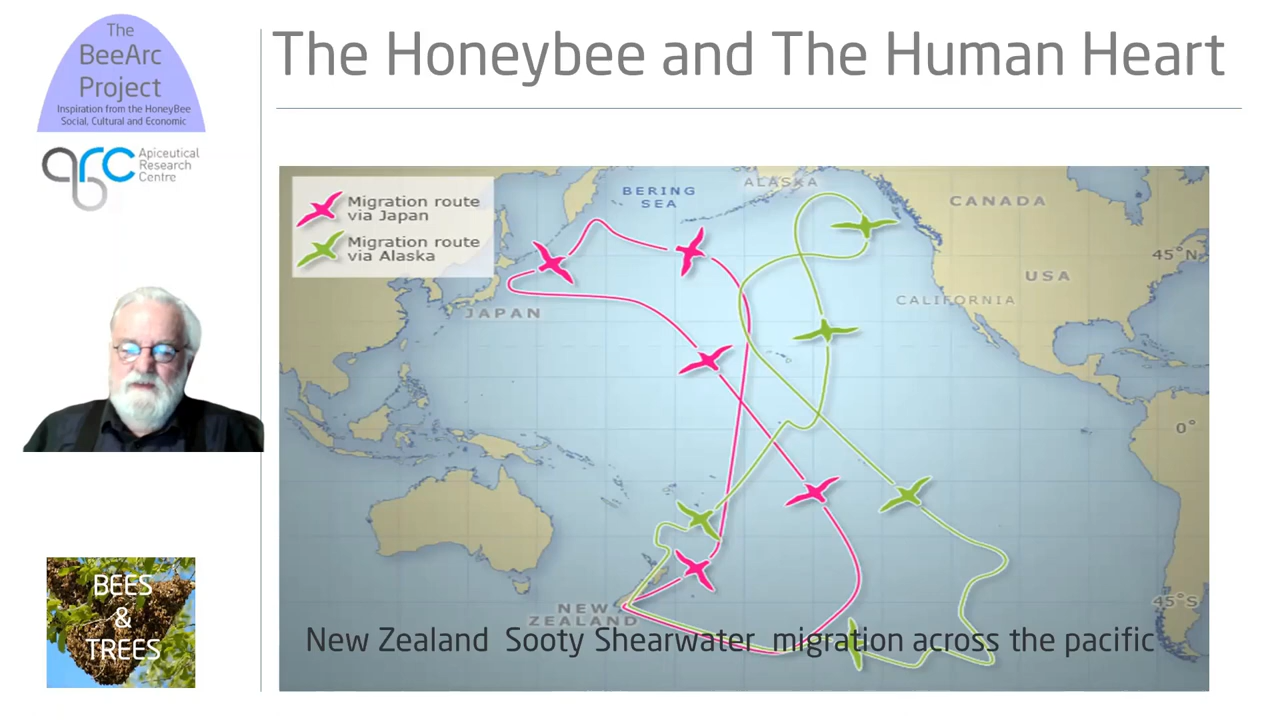 The
BeeArc
Project
Inspiration from the HoneyBee
Social, Cultural and Economic
arc
Apiceutical
Research
Centre
The Honeybee and The Human Heart
Migration route
via Japan
Migration route
via Alaska
BERING
SEA
ALASKA
CANADA
45°N
USA
CALIFORNIA
JAPAN
0°
45°S
NEW
ZEALAND
New Zealand Sooty Shearwater migration across the pacific
BEES
&
TREES